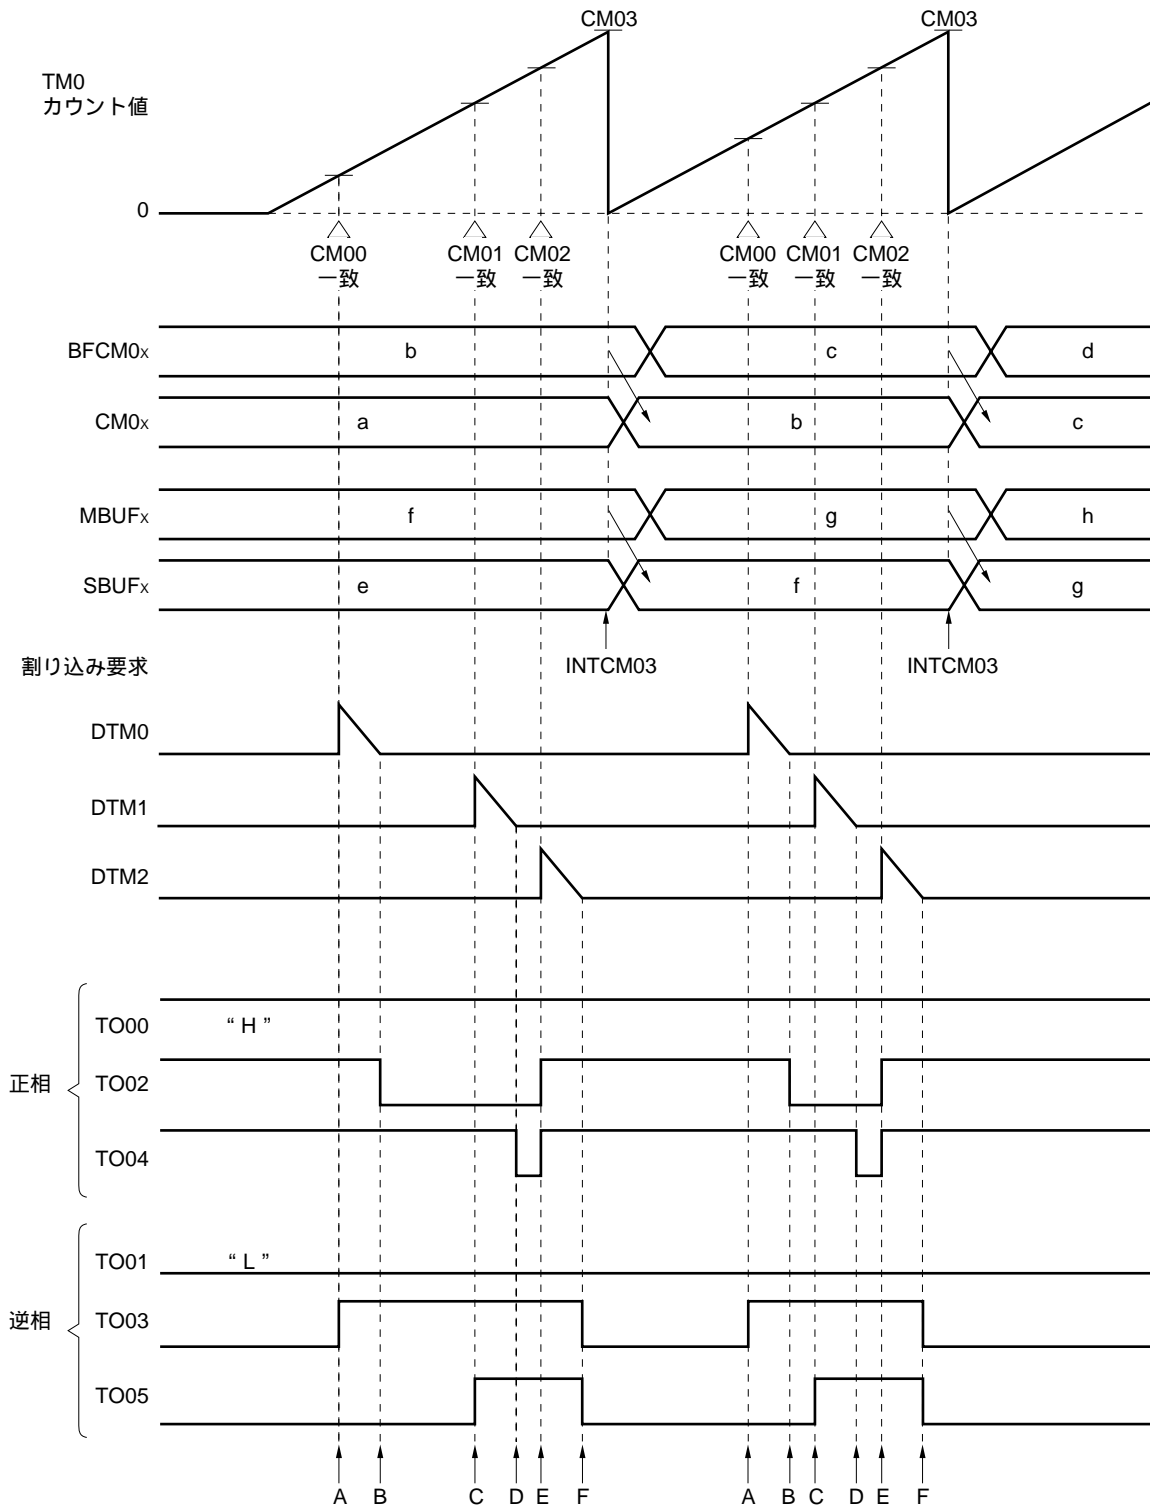 CM03 CM03
TM0
カウント値
0
CM00 CM01 CM02 CM00 CM01 CM02
一致 一致 一致 一致 一致 一致
BFCM0x b c d
CM0x a b c
MBUFx f g h
SBUFx e f g
割り込み要求 INTCM03 INTCM03
DTM0
DTM1
DTM2
TO00 “ H ”
正相 TO02
TO04
TO01 “ L ”
逆相 TO03
TO05
A B C D E F A B C D E F